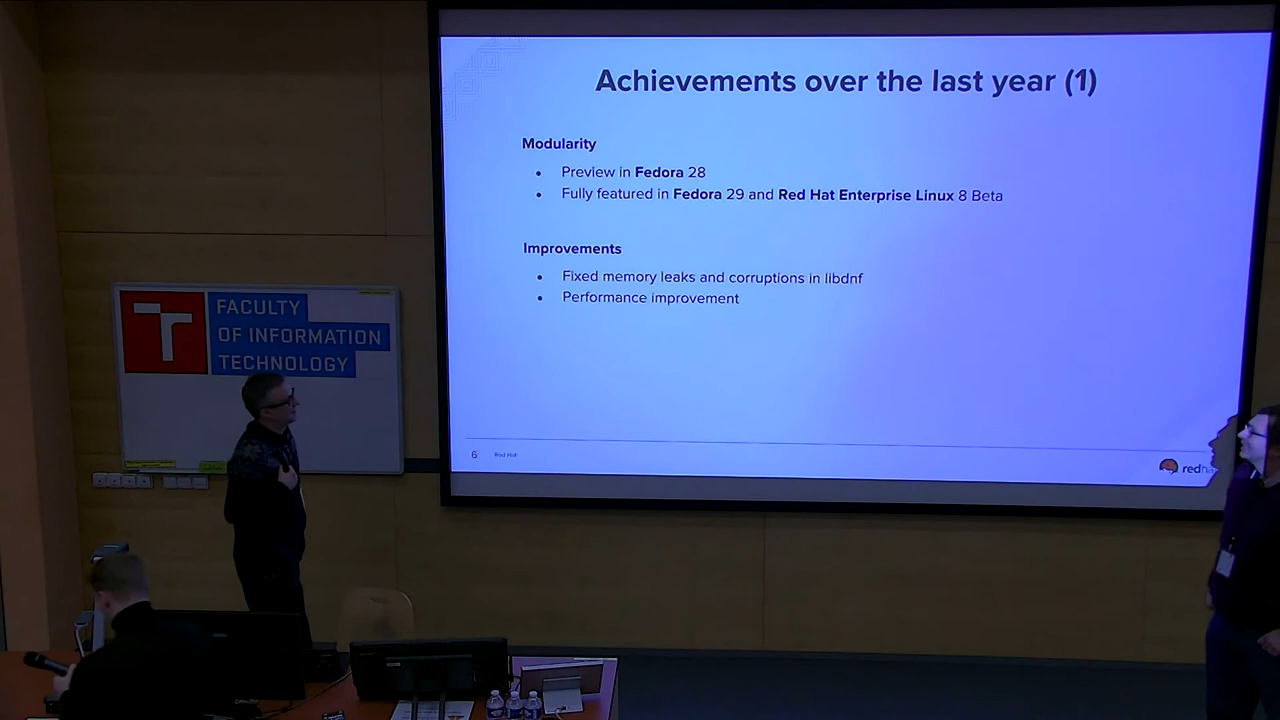 Achievements over the last year (1)
Modularity
• Preview in Fedora 28
• Fully featured in Fedora 29 and Red Hat Enterprise Linux 8 Beta
Improvements
• Fixed memory leaks and corruptions in libdnf
• Performance improvement
6 Red Hat
redha
FACULTY
OF INFORMATION
TECHNOLOGY